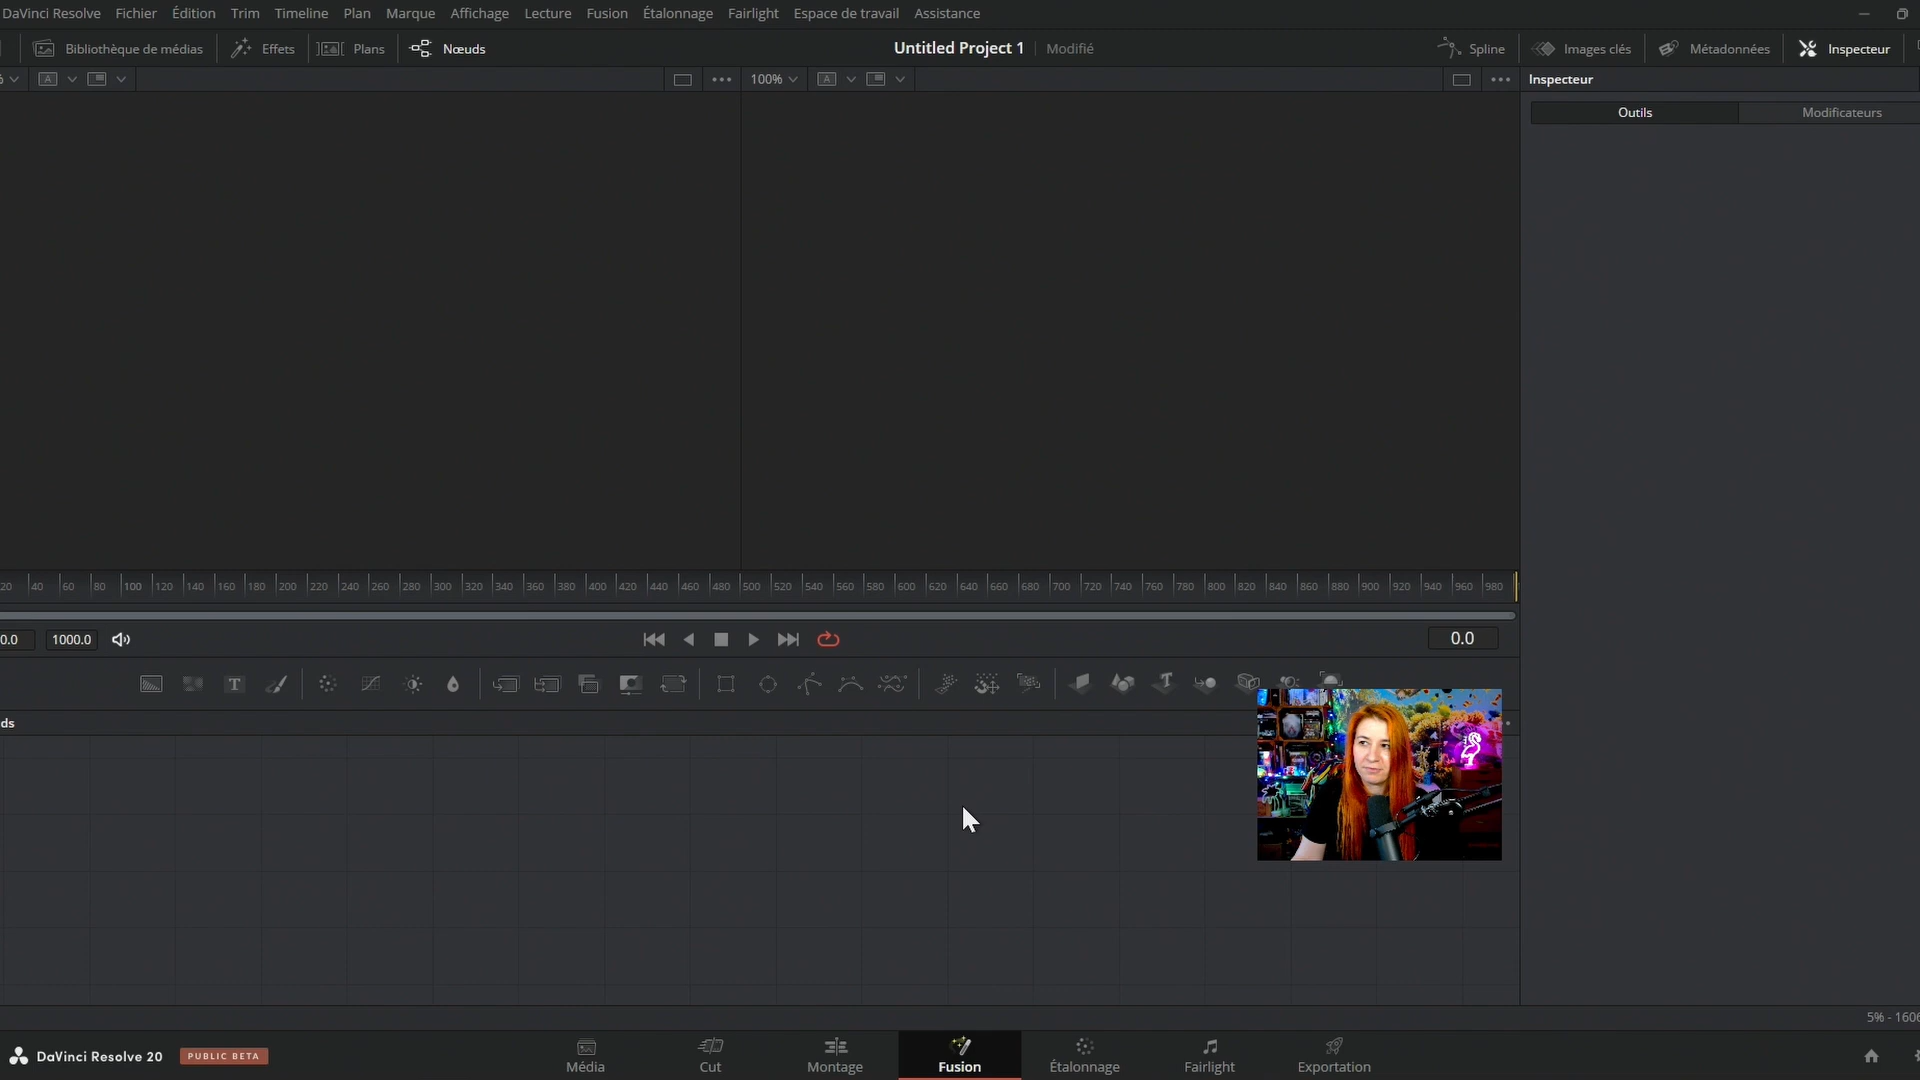 DaVinci Resolve Fichier Édition Trim Timeline Plan Marque Affichage Lecture Fusion Étalonnage Fairlight Espace de travail Assistance
Bibliothèque de médias Effets Plans Nœuds Untitled Project 1 Modifié Spline Images clés Métadonnées Inspecteur
% A 100% A Inspecteur
Outils Modificateurs
20 40 60 80 100 120 140 160 180 200 220 240 260 280 300 320 340 360 380 400 420 440 460 480 500 520 540 560 580 600 620 640 660 680 700 720 740 760 780 800 820 840 860 880 900 920 940 960 980
0.0 1000.0 0.0
T T
ds
5% - 1606
DaVinci Resolve 20 PUBLIC BETA Média Cut Montage Fusion Étalonnage Fairlight Exportation